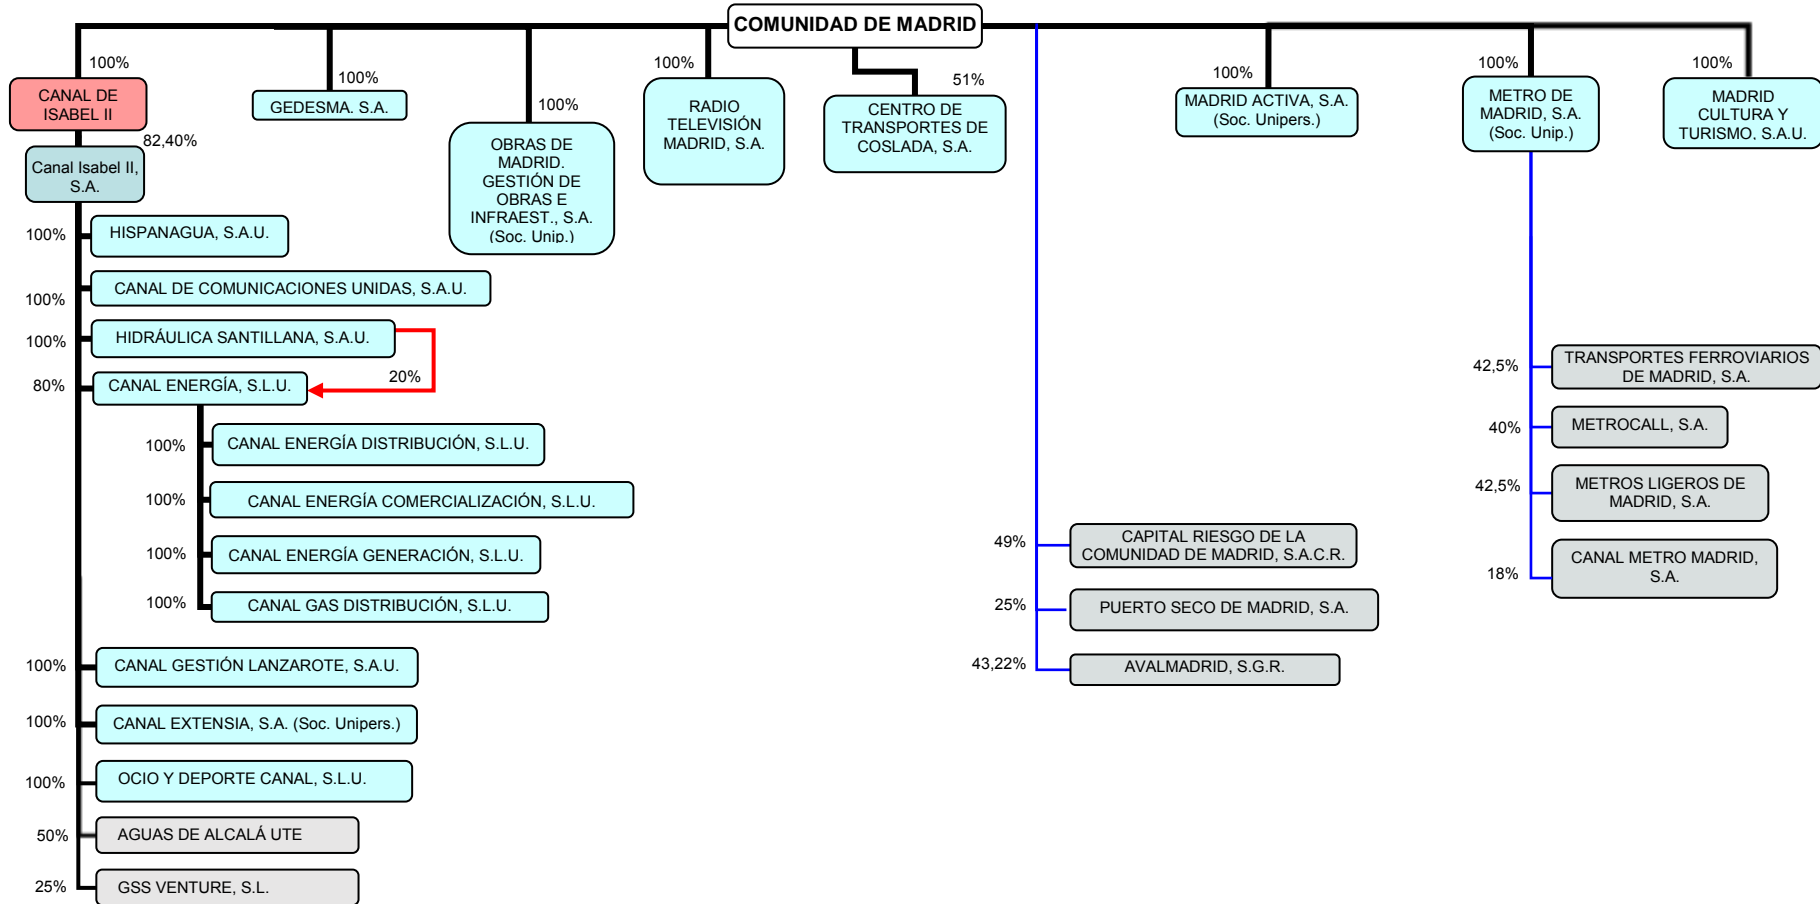 COMUNIDAD DE MADRID
100%
CANAL DE
ISABEL II
82,40%
Canal Isabel II,
S.A.
100%
GEDESMA. S.A.
100%
OBRAS DE
MADRID.
GESTIÓN DE
OBRAS E
INFRAEST., S.A.
(Soc. Unip.)
100%
RADIO
TELEVISIÓN
MADRID, S.A.
51%
CENTRO DE
TRANSPORTES DE
COSLADA, S.A.
100%
MADRID ACTIVA, S.A.
(Soc. Unipers.)
100%
METRO DE
MADRID, S.A.
(Soc. Unip.)
100%
MADRID
CULTURA Y
TURISMO, S.A.U.
100%
HISPANAGUA, S.A.U.
100%
CANAL DE COMUNICACIONES UNIDAS, S.A.U.
100%
HIDRÁULICA SANTILLANA, S.A.U.
80%
CANAL ENERGÍA, S.L.U.
20%
100%
CANAL ENERGÍA DISTRIBUCIÓN, S.L.U.
100%
CANAL ENERGÍA COMERCIALIZACIÓN, S.L.U.
100%
CANAL ENERGÍA GENERACIÓN, S.L.U.
100%
CANAL GAS DISTRIBUCIÓN, S.L.U.
100%
CANAL GESTIÓN LANZAROTE, S.A.U.
100%
CANAL EXTENSIA, S.A. (Soc. Unipers.)
100%
OCIO Y DEPORTE CANAL, S.L.U.
50%
AGUAS DE ALCALÁ UTE
25%
GSS VENTURE, S.L.
49%
CAPITAL RIESGO DE LA
COMUNIDAD DE MADRID, S.A.C.R.
25%
PUERTO SECO DE MADRID, S.A.
43,22%
AVALMADRID, S.G.R.
42,5%
TRANSPORTES FERROVIARIOS
DE MADRID, S.A.
40%
METROCALL, S.A.
42,5%
METROS LIGEROS DE
MADRID, S.A.
18%
CANAL METRO MADRID,
S.A.